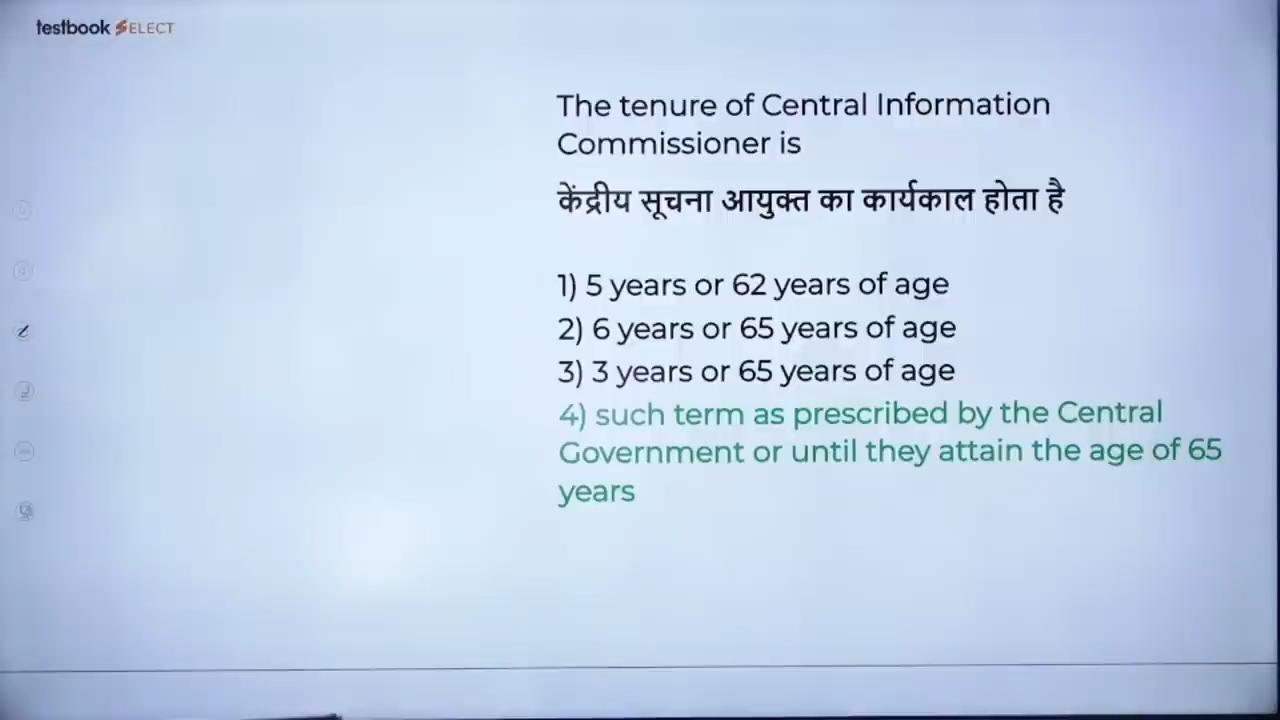 testbook SELECT
The tenure of Central Information
Commissioner is
केंद्रीय सूचना आयुक्त का कार्यकाल होता है
1) 5 years or 62 years of age
2) 6 years or 65 years of age
3) 3 years or 65 years of age
4) such term as prescribed by the Central
Government or until they attain the age of 65
years